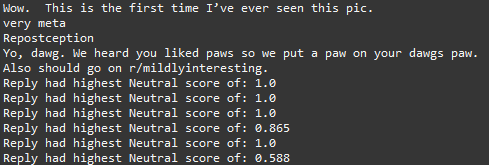 Wow.  This is the first time I’ve ever seen this pic.
very meta
Repostception
Yo, dawg. We heard you liked paws so we put a paw on your dawgs paw.
Also should go on r/mildlyinteresting.
Reply had highest Neutral score of: 1.0
Reply had highest Neutral score of: 1.0
Reply had highest Neutral score of: 1.0
Reply had highest Neutral score of: 0.865
Reply had highest Neutral score of: 1.0
Reply had highest Neutral score of: 0.588